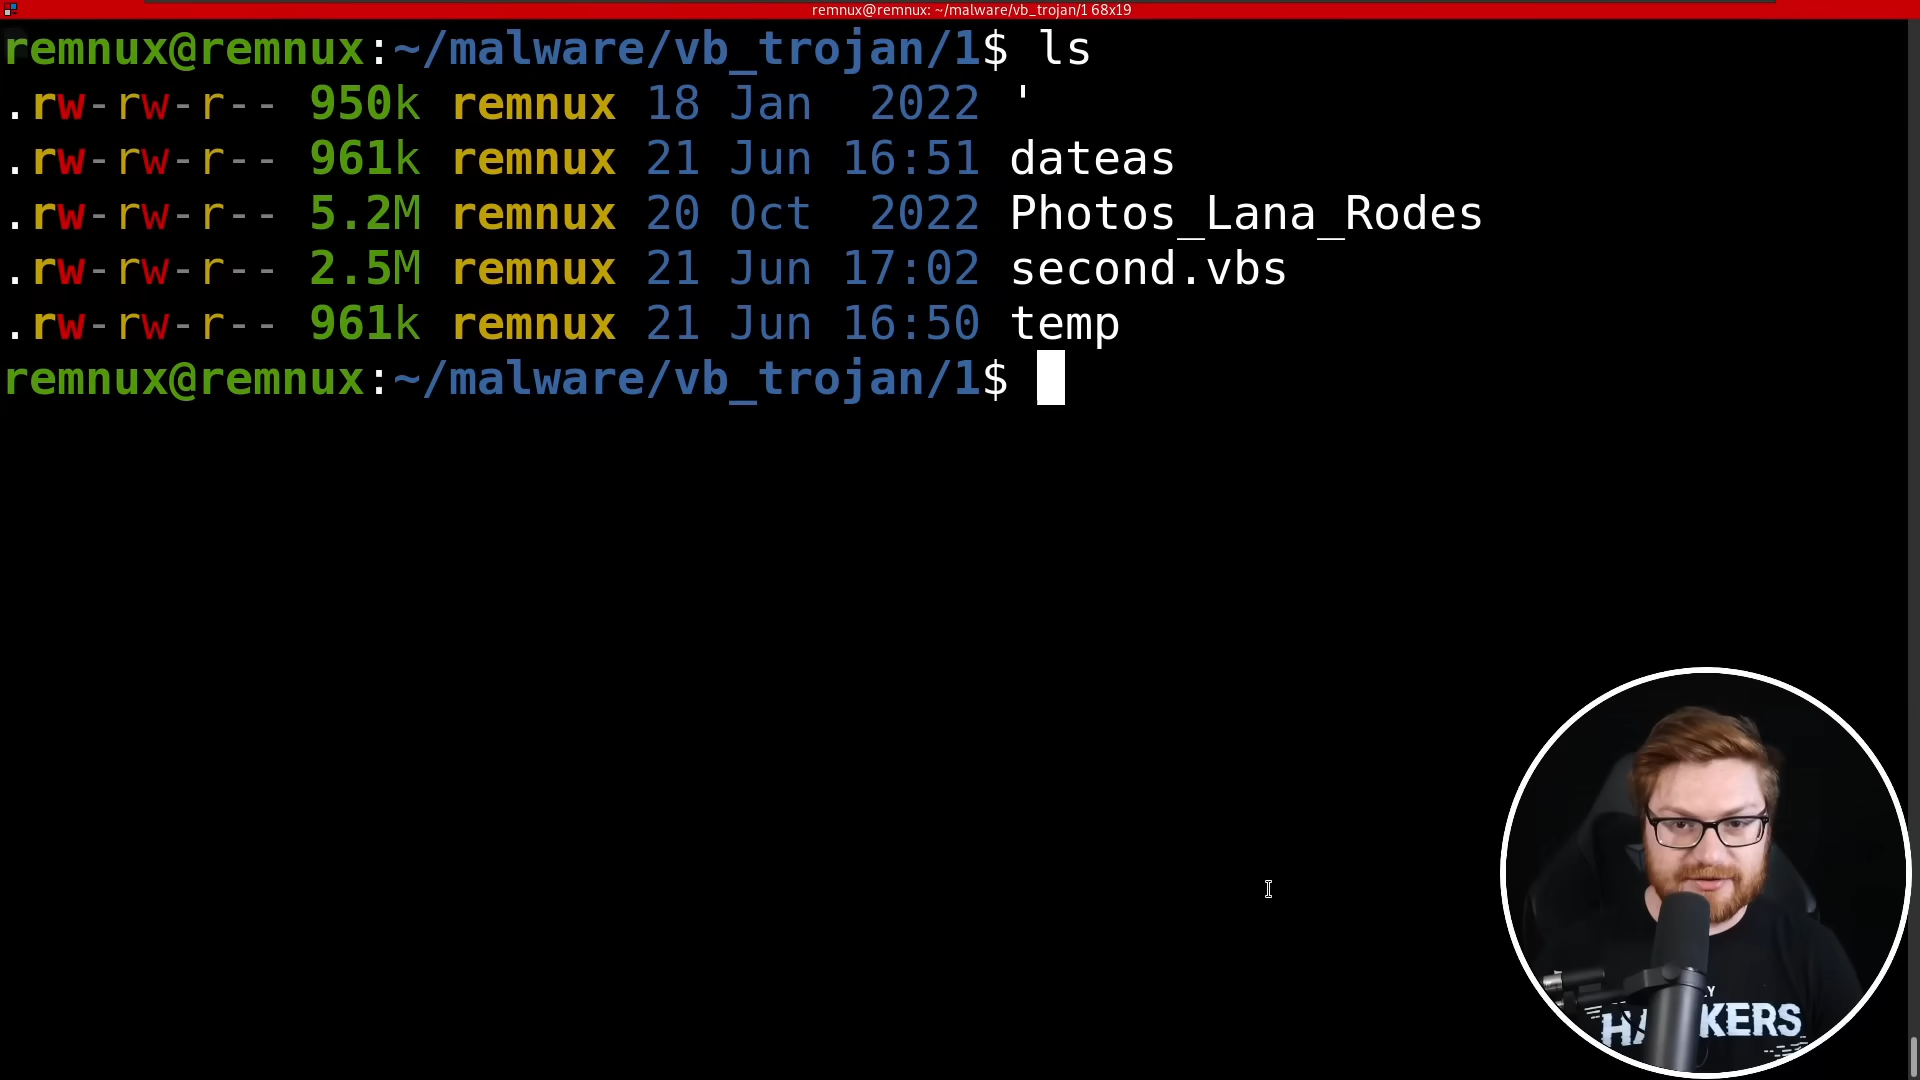 remnux@remnux: ~/malware/vb_trojan/1 68x19
remnux@remnux:~/malware/vb_trojan/1$ ls
.rw-rw-r-- 950k remnux 18 Jan  2022 '
.rw-rw-r-- 961k remnux 21 Jun 16:51 dateas
.rw-rw-r-- 5.2M remnux 20 Oct  2022 Photos_Lana_Rodes
.rw-rw-r-- 2.5M remnux 21 Jun 17:02 second.vbs
.rw-rw-r-- 961k remnux 21 Jun 16:50 temp
remnux@remnux:~/malware/vb_trojan/1$